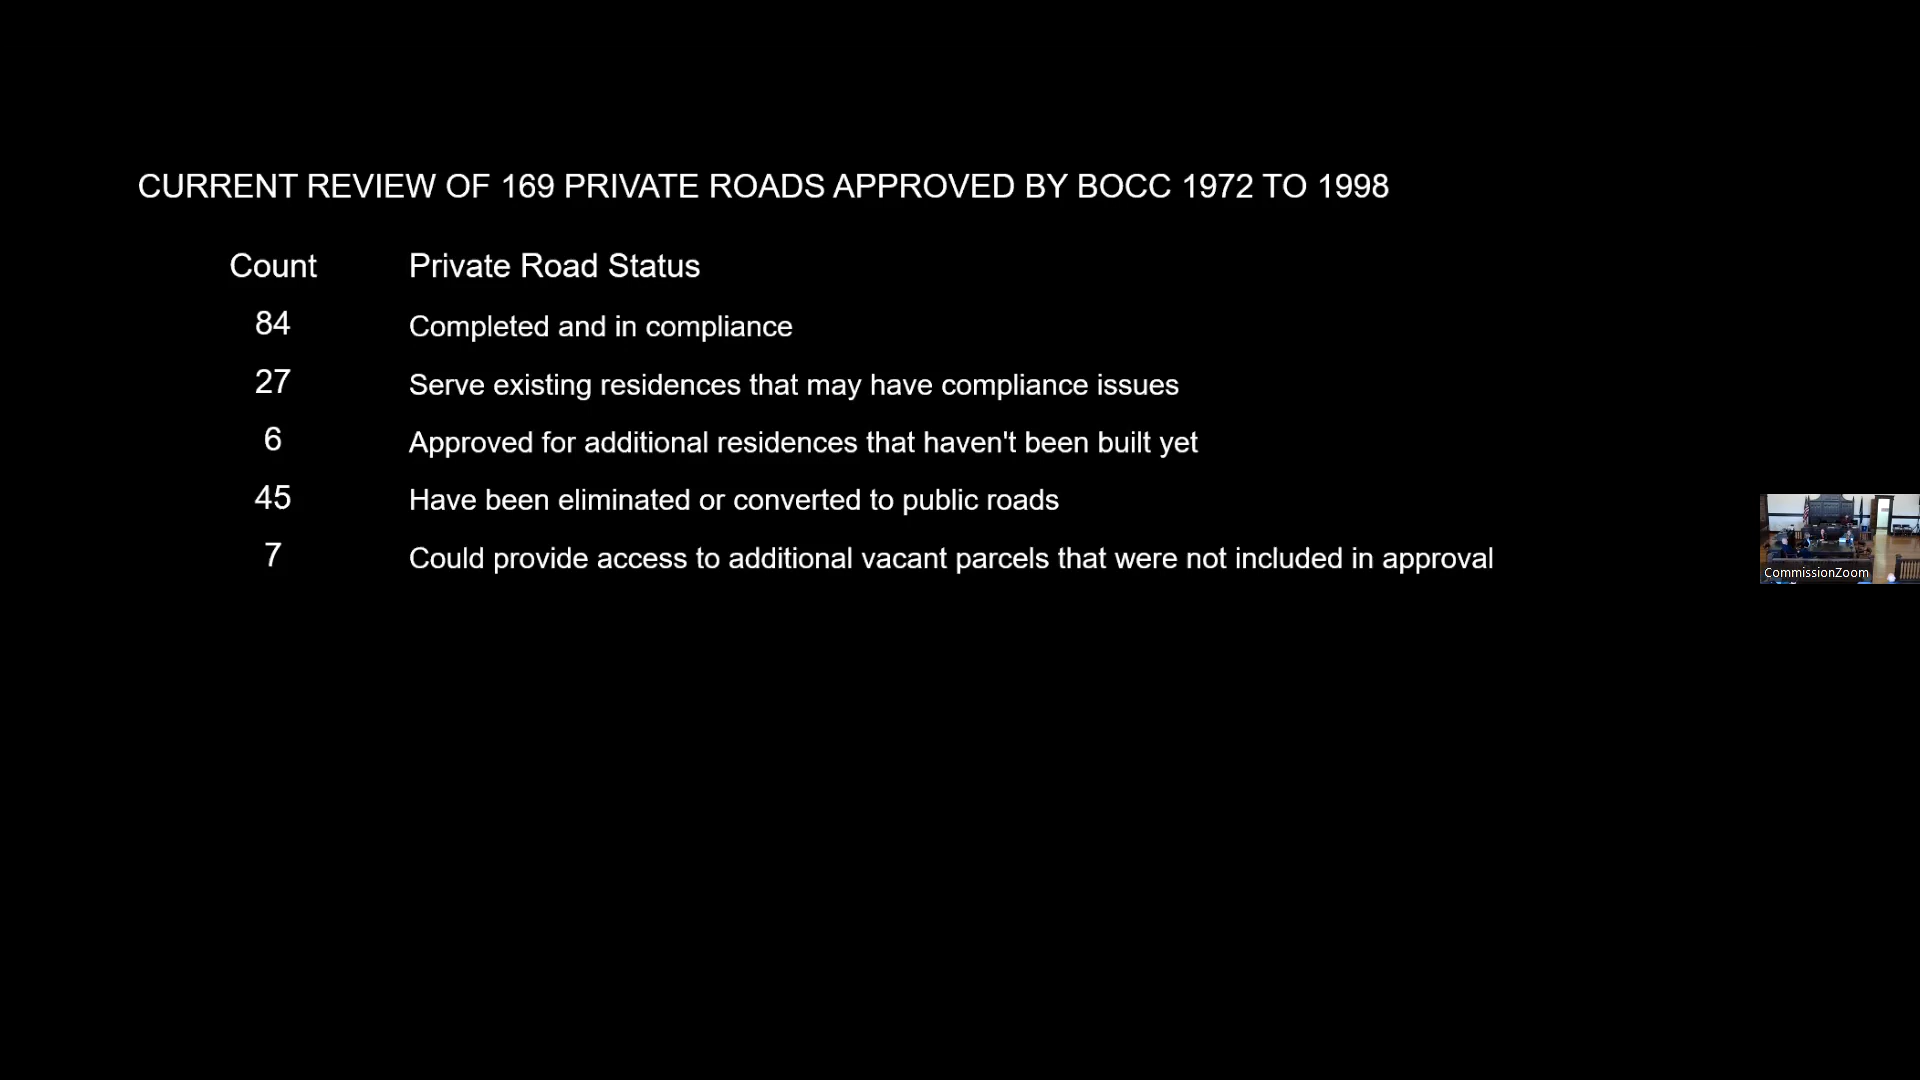 CURRENT REVIEW OF 169 PRIVATE ROADS APPROVED BY BOCC 1972 TO 1998
Count Private Road Status
84 Completed and in compliance
27 Serve existing residences that may have compliance issues
6 Approved for additional residences that haven't been built yet
45 Have been eliminated or converted to public roads
7 Could provide access to additional vacant parcels that were not included in approval
CommissionZoom